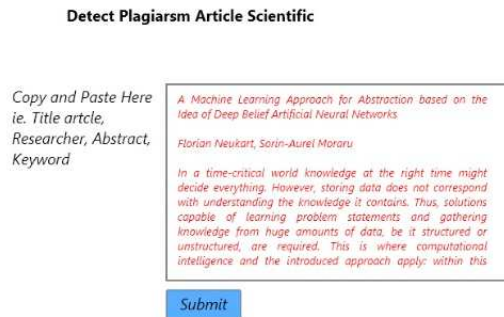 Detect Plagiarsm Article Scientific
Copy and Paste Here
ie. Title artcle,
Researcher, Abstract,
Keyword
A Machine Learning Approach for Abstraction based on the
Idea of Deep Belief Artificial Neural Networks
Florian Neukart, Sorin-Aurel Moraru
In a time-critical world knowledge at the right time might
decide everything. However, storing data does not correspond
with understanding the knowledge it contains. Thus, solutions
capable of learning problem statements and gathering
knowledge from huge amounts of data, be it structured or
unstructured, are required. This is where computational
intelligence and the introduced approach apply: within this
Submit